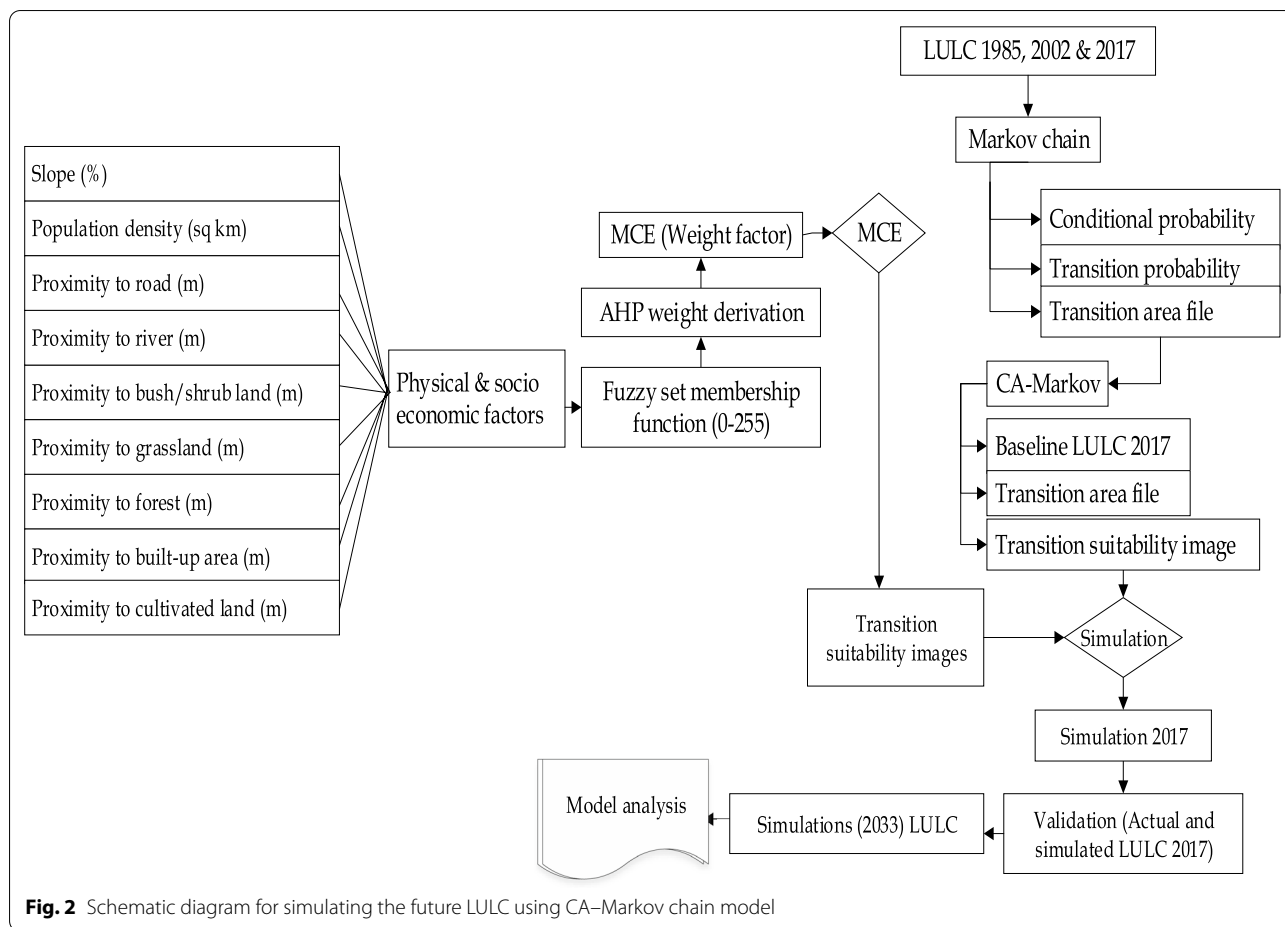 LULC 1985, 2002 & 2017
Markov chain
Conditional probability
Transition probability
Transition area file
CA-Markov
Baseline LULC 2017
Transition area file
Transition suitability image
Slope (%)
Population density (sq km)
Proximity to road (m)
Proximity to river (m)
Proximity to bush/shrub land (m)
Proximity to grassland (m)
Proximity to forest (m)
Proximity to built-up area (m)
Proximity to cultivated land (m)
Physical & socio
economic factors
Fuzzy set membership
function (0-255)
AHP weight derivation
MCE (Weight factor)
MCE
Transition
suitability images
Simulation
Simulation 2017
Validation (Actual and
simulated LULC 2017)
Simulations (2033) LULC
Model analysis
Fig. 2 Schematic diagram for simulating the future LULC using CA–Markov chain model